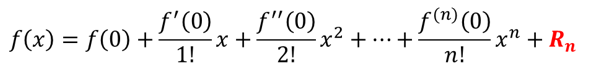 f(x) = f(0) + f′(0)/1! x + f′′(0)/2! x² + ⋯ + f⁽ⁿ⁾(0)/n! xⁿ + Rₙ